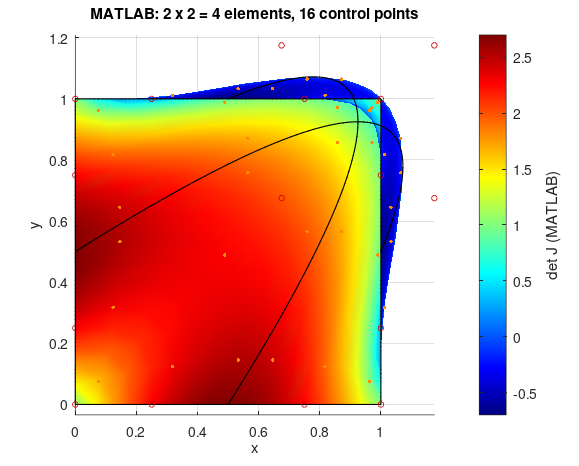 MATLAB: 2 x 2 = 4 elements, 16 control points
1.2
1
0.8
0.6
0.4
0.2
0
y
0 0.2 0.4 0.6 0.8 1
x
2.5
2
1.5
1
0.5
0
-0.5
det J (MATLAB)